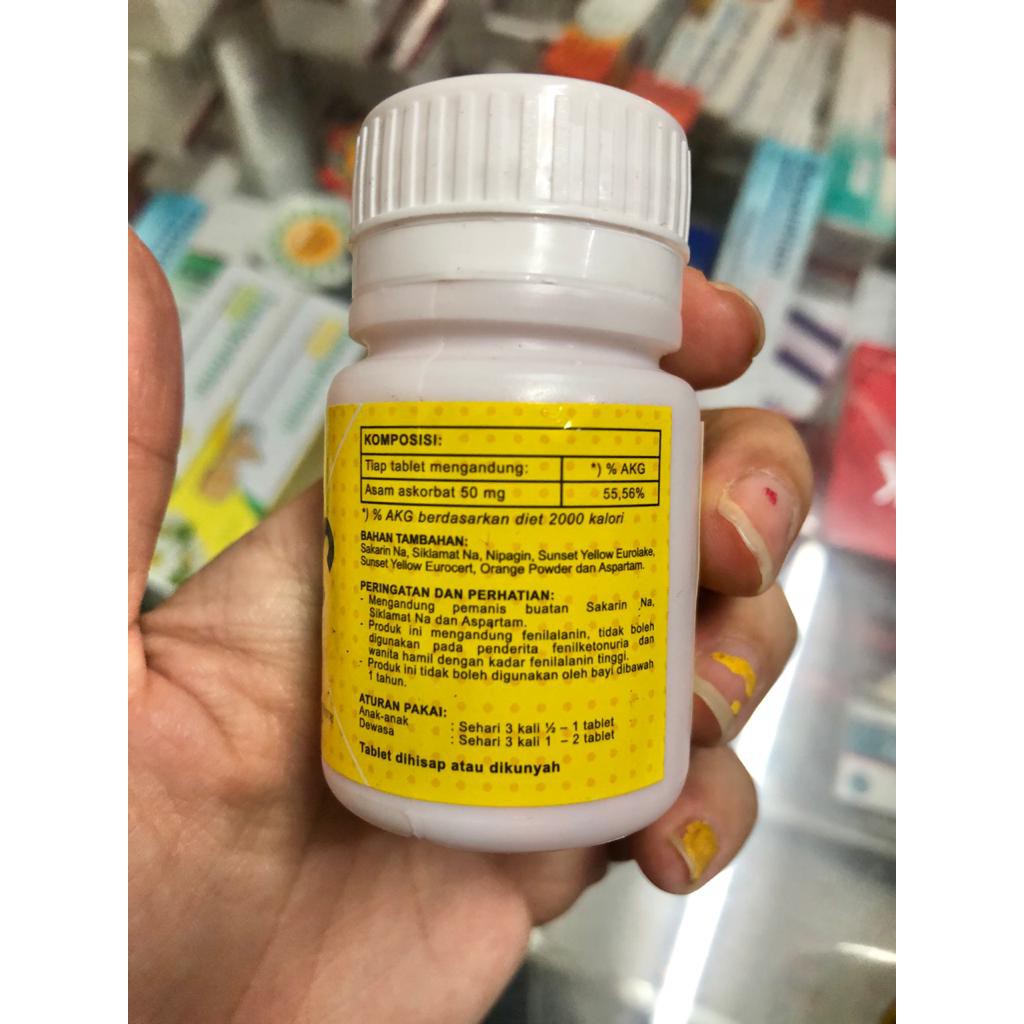 KOMPOSISI:
Tiap tablet mengandung: *) % AKG
Asam askorbat 50 mg 55,56%
*) % AKG berdasarkan diet 2000 kalori
BAHAN TAMBAHAN:
Sakarin Na, Siklamat Na, Nipagin, Sunset Yellow Eurolake,
Sunset Yellow Eurocert, Orange Powder dan Aspartam.
PERINGATAN DAN PERHATIAN:
- Mengandung pemanis buatan Sakarin Na,
Siklamat Na dan Aspartam.
- Produk ini mengandung fenilalanin, tidak boleh
digunakan pada penderita fenilketonuria dan
wanita hamil dengan kadar fenilalanin tinggi.
- Produk ini tidak boleh digunakan oleh bayi dibawah
1 tahun.
ATURAN PAKAI:
Anak-anak : Sehari 3 kali ½ – 1 tablet
Dewasa : Sehari 3 kali 1 – 2 tablet
Tablet dihisap atau dikunyah